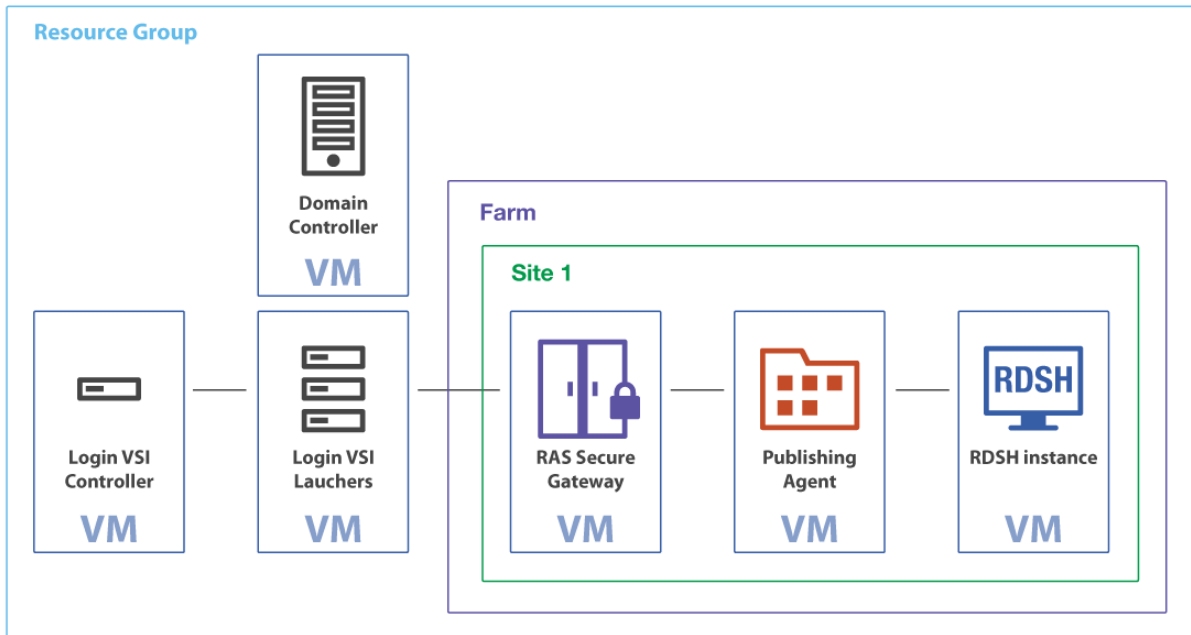 Resource Group
Domain
Controller
VM
Farm
Site 1
Login VSI
Controller
VM
Login VSI
Lauchers
VM
RAS Secure
Gateway
VM
Publishing
Agent
VM
RDSH
RDSH instance
VM